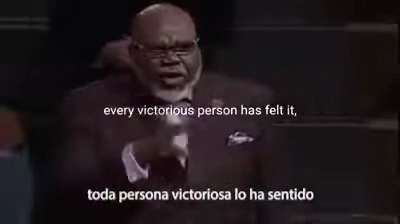 every victorious person has felt it,
toda persona victoriosa lo ha sentido